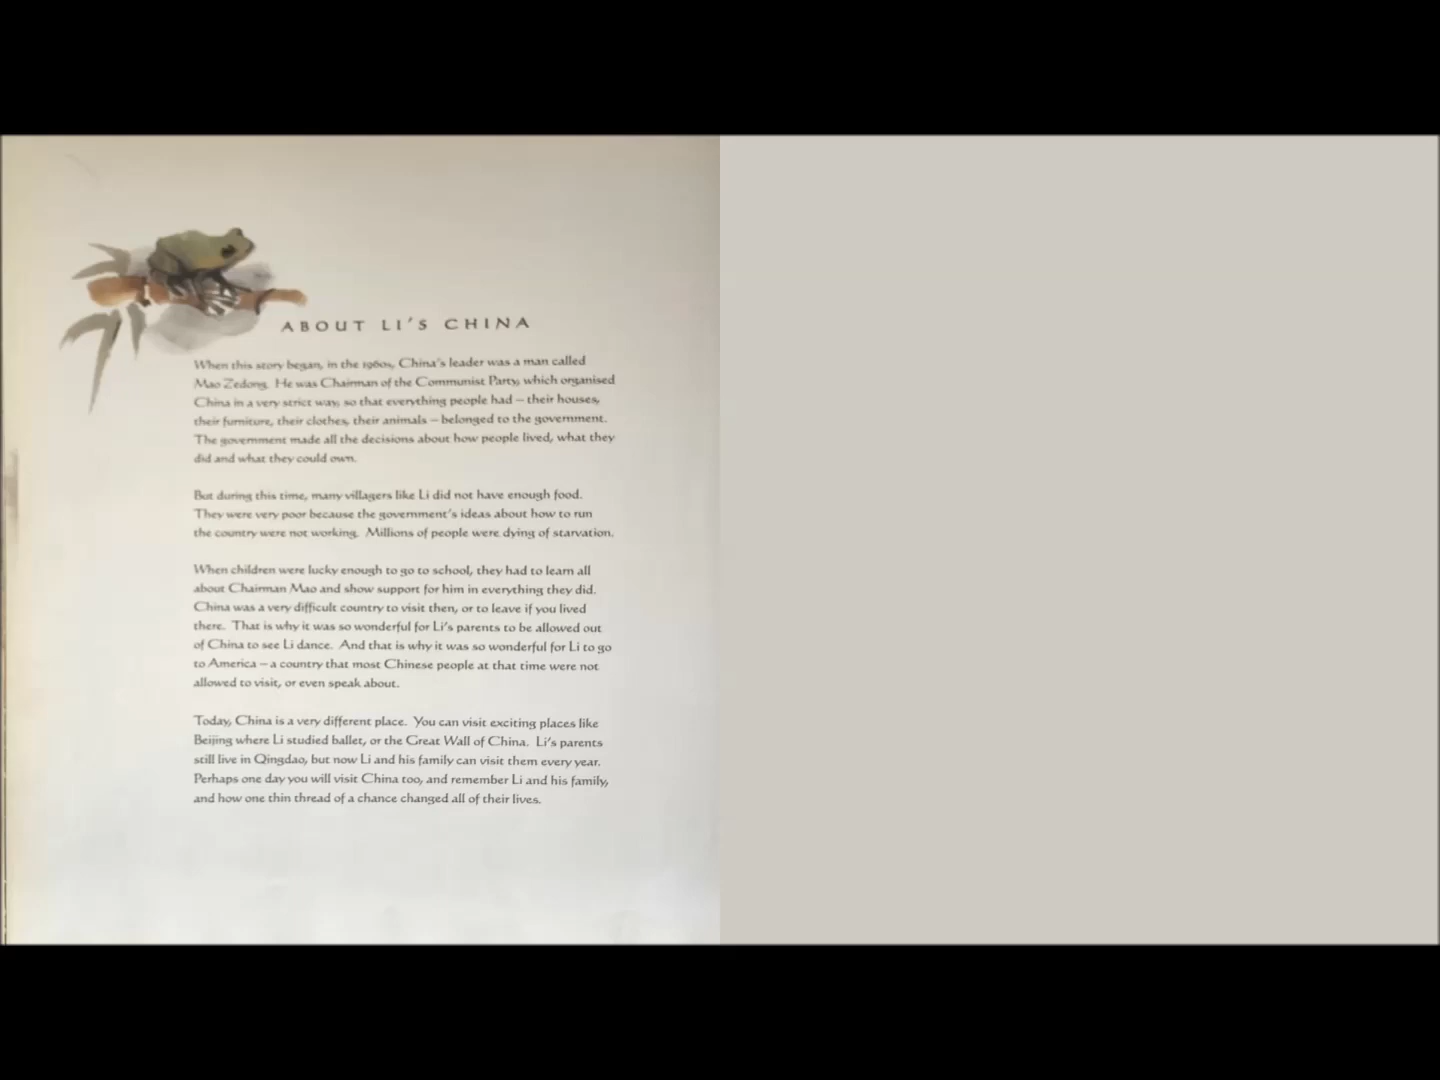 ABOUT LI'S CHINA
When this story began, in the 1960s, China's leader was a man called
Mao Zedong. He was Chairman of the Communist Party, which organised
China in a very strict way, so that everything people had – their houses,
their furniture, their clothes, their animals – belonged to the government.
The government made all the decisions about how people lived, what they
did and what they could own.
But during this time, many villagers like Li did not have enough food.
They were very poor because the government's ideas about how to run
the country were not working. Millions of people were dying of starvation.
When children were lucky enough to go to school, they had to learn all
about Chairman Mao and show support for him in everything they did.
China was a very difficult country to visit then, or to leave if you lived
there. That is why it was so wonderful for Li's parents to be allowed out
of China to see Li dance. And that is why it was so wonderful for Li to go
to America – a country that most Chinese people at that time were not
allowed to visit, or even speak about.
Today, China is a very different place. You can visit exciting places like
Beijing where Li studied ballet, or the Great Wall of China. Li's parents
still live in Qingdao, but now Li and his family can visit them every year.
Perhaps one day you will visit China too, and remember Li and his family,
and how one thin thread of a chance changed all of their lives.